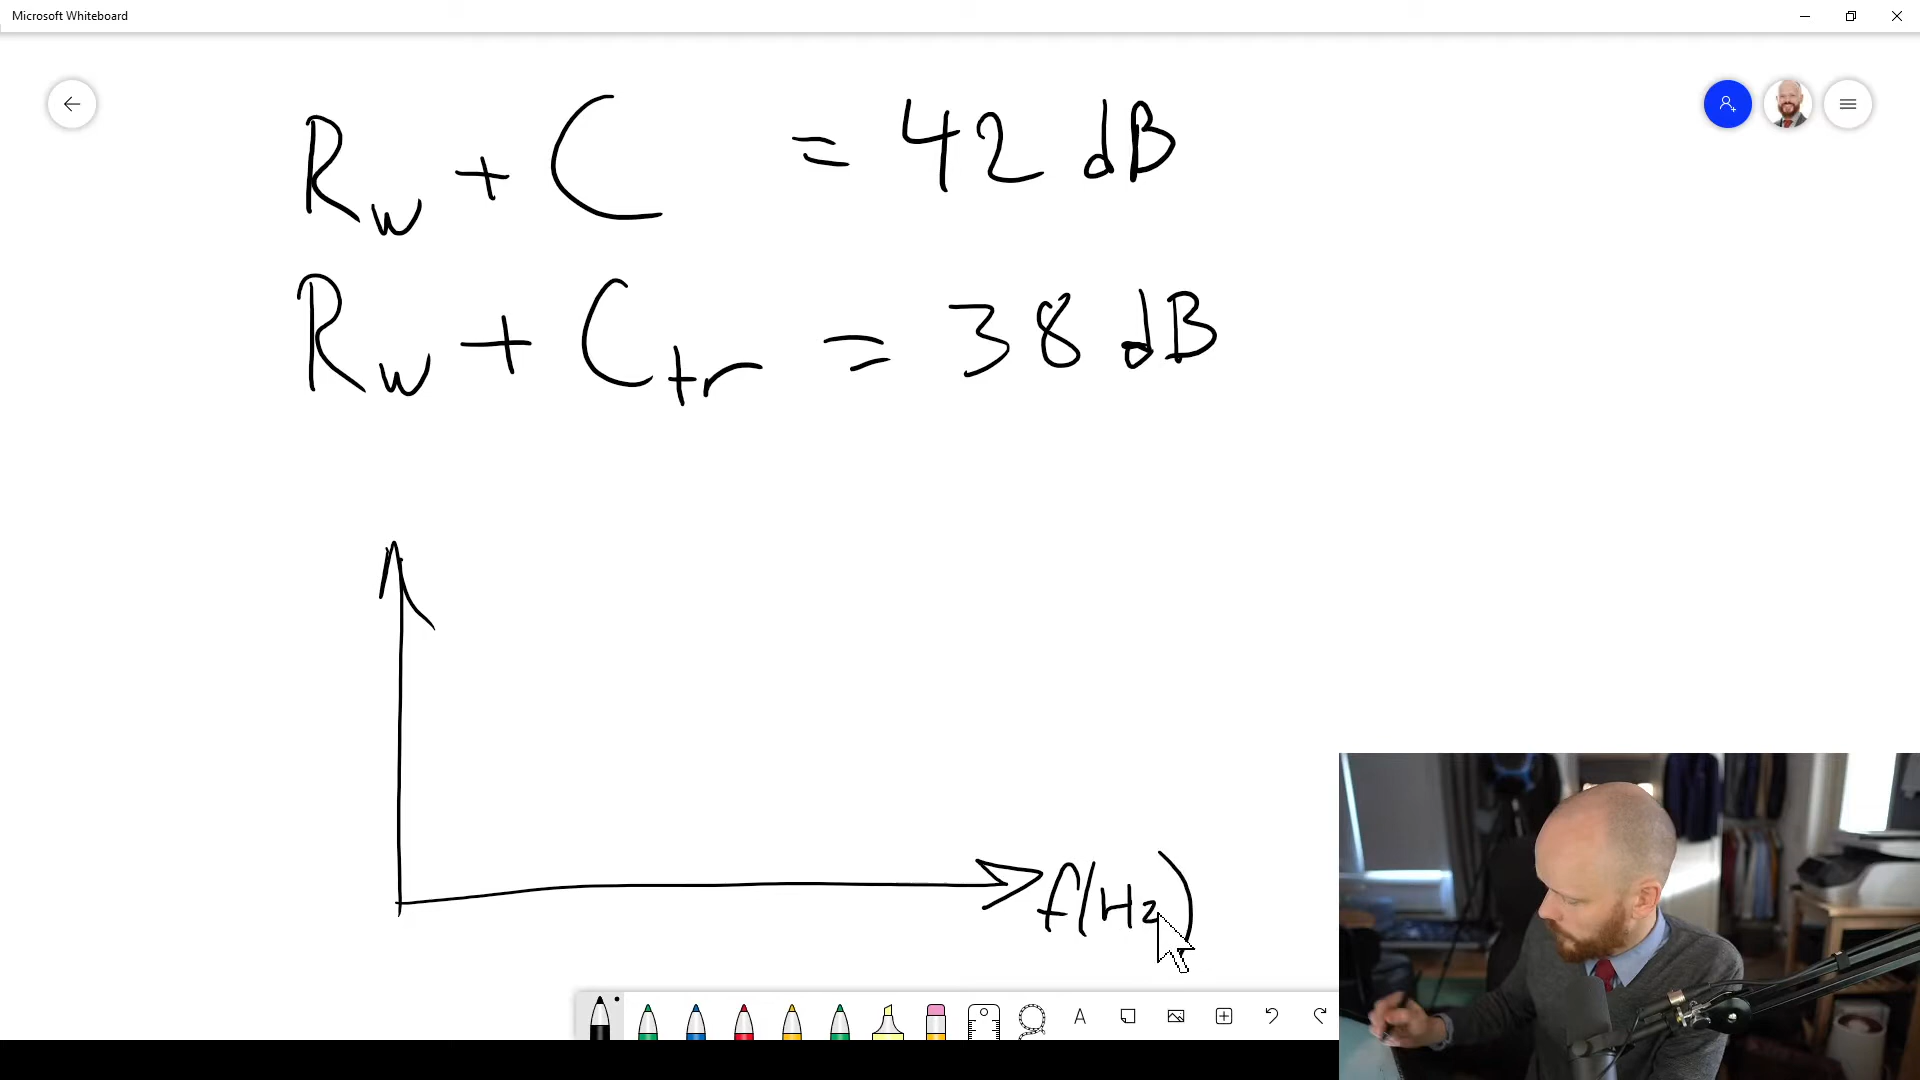 Microsoft Whiteboard
Rw + C = 42 dB
Rw + Ctr = 38 dB
f(Hz)
A